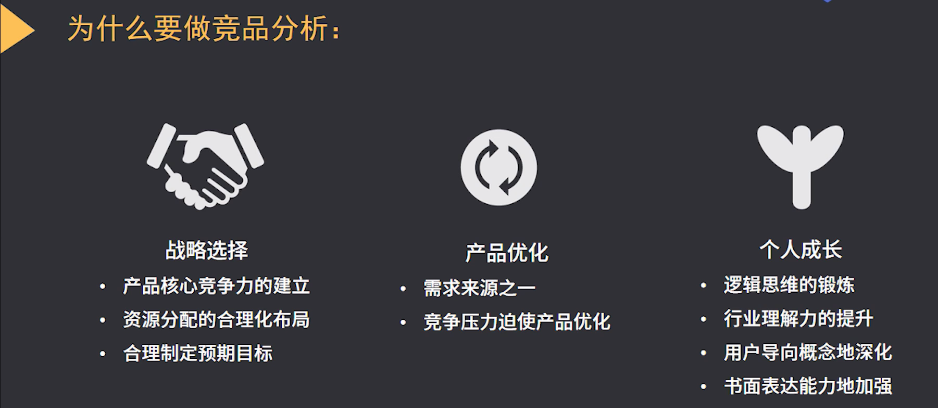 为什么要做竞品分析：
战略选择
• 产品核心竞争力的建立
• 资源分配的合理化布局
• 合理制定预期目标
产品优化
• 需求来源之一
• 竞争压力迫使产品优化
个人成长
• 逻辑思维的锻炼
• 行业理解力的提升
• 用户导向概念地深化
• 书面表达能力地加强